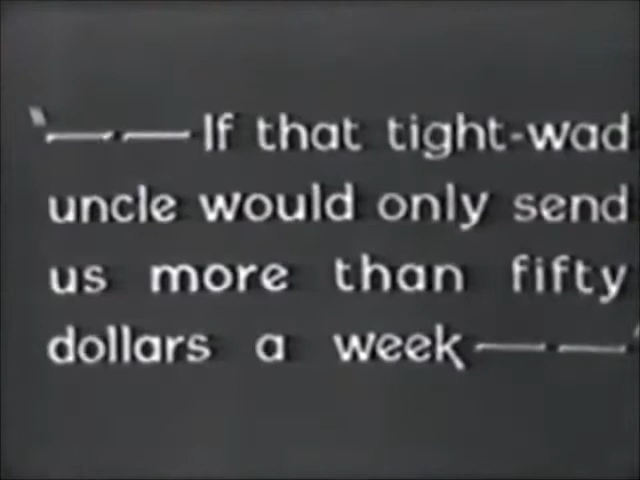 "— — If that tight-wad
uncle would only send
us more than fifty
dollars a week — —"